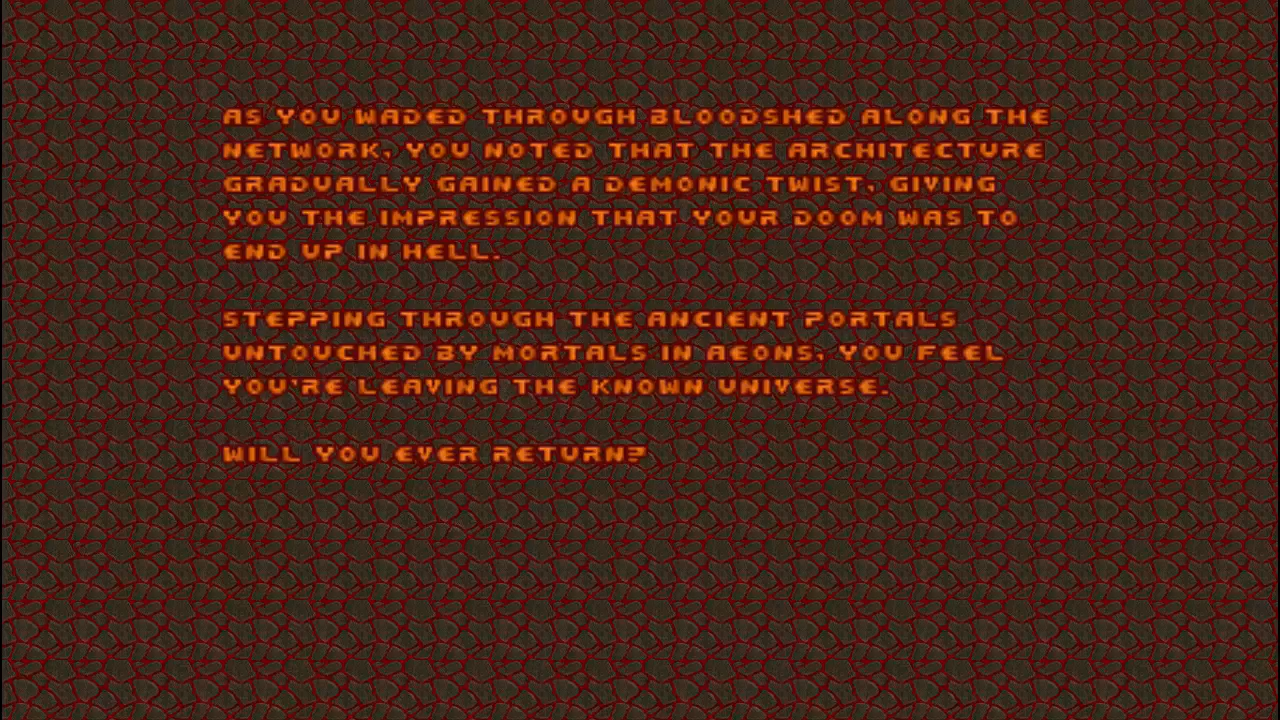 AS YOU WADED THROUGH BLOODSHED ALONG THE
NETWORK, YOU NOTED THAT THE ARCHITECTURE
GRADUALLY GAINED A DEMONIC TWIST, GIVING
YOU THE IMPRESSION THAT YOUR DOOM WAS TO
END UP IN HELL.
STEPPING THROUGH THE ANCIENT PORTALS
UNTOUCHED BY MORTALS IN AEONS, YOU FEEL
YOU'RE LEAVING THE KNOWN UNIVERSE.
WILL YOU EVER RETURN?